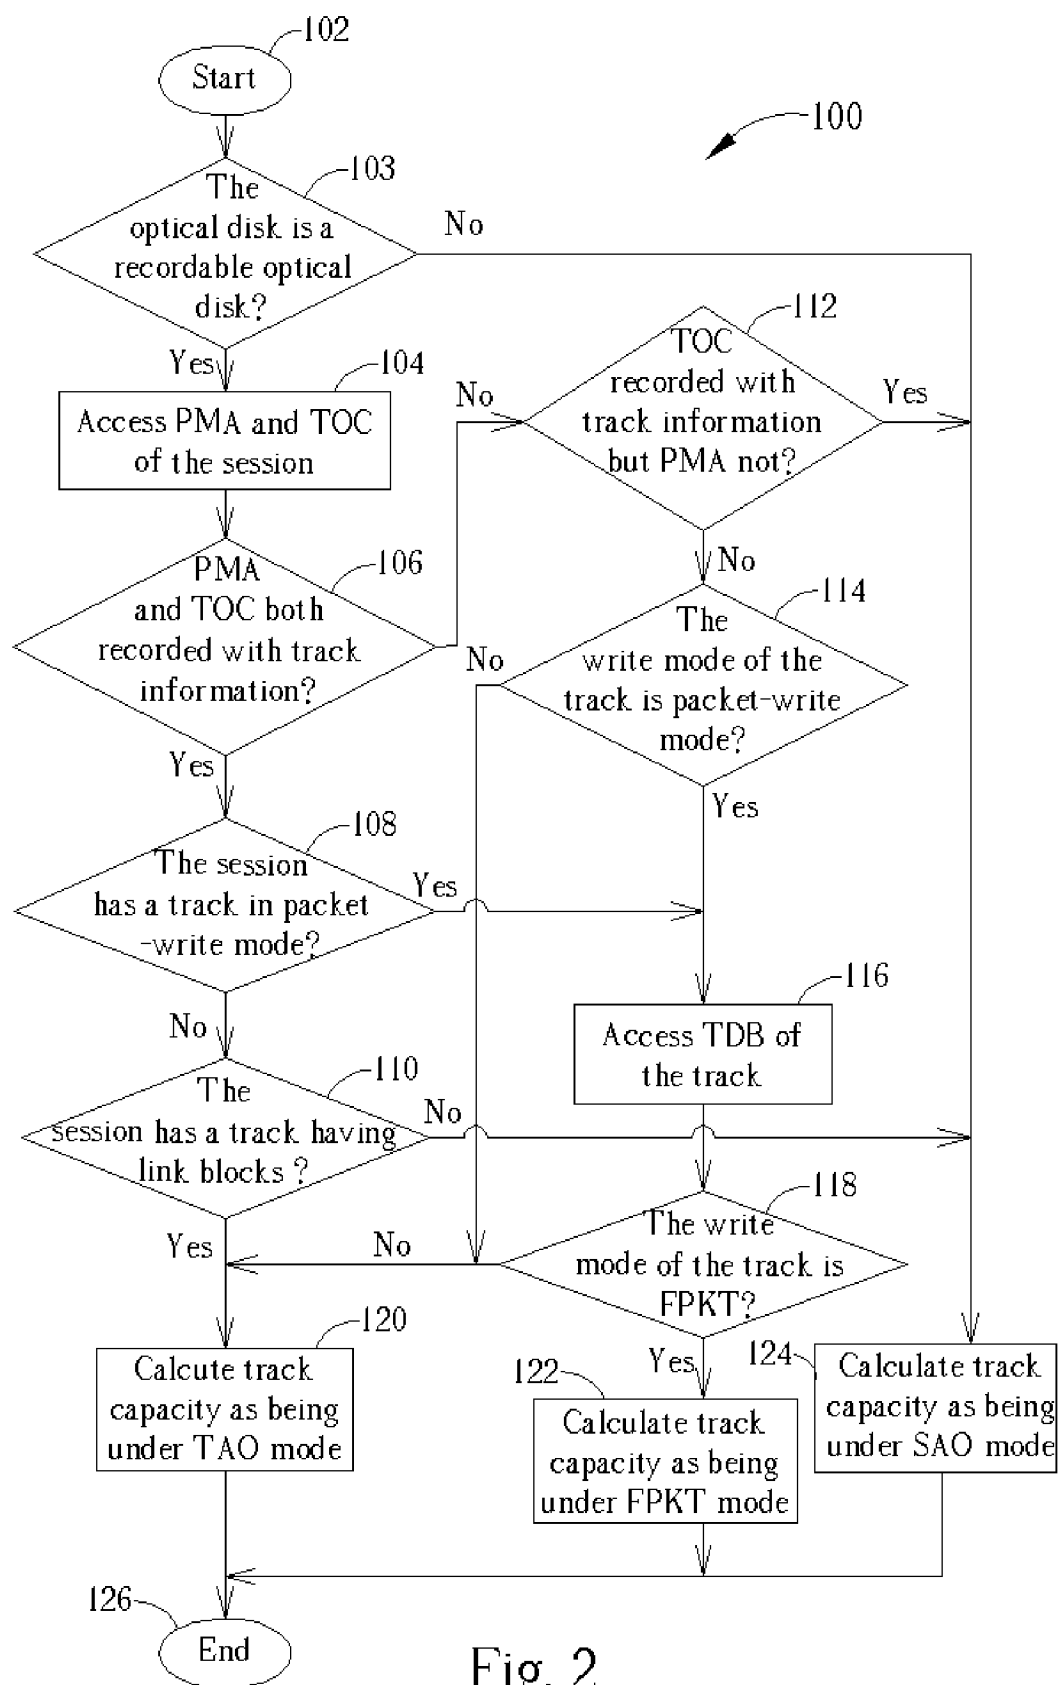 102
Start
100
103
The
optical disk is a
recordable optical
disk?
No
Yes
104
Access PMA and TOC
of the session
112
TOC
recorded with
track information
but PMA not?
No
Yes
106
PMA
and TOC both
recorded with track
information?
No
114
The
write mode of the
track is packet-write
mode?
No
Yes
Yes
108
The session
has a track in packet
-write mode?
Yes
No
116
Access TDB of
the track
110
The
session has a track having
link blocks ?
No
Yes
118
The write
mode of the track is
FPKT?
No
Yes
120
Calcute track
capacity as being
under TAO mode
122
Calculate track
capacity as being
under FPKT mode
124
Calculate track
capacity as being
under SAO mode
126
End
Fig. 2